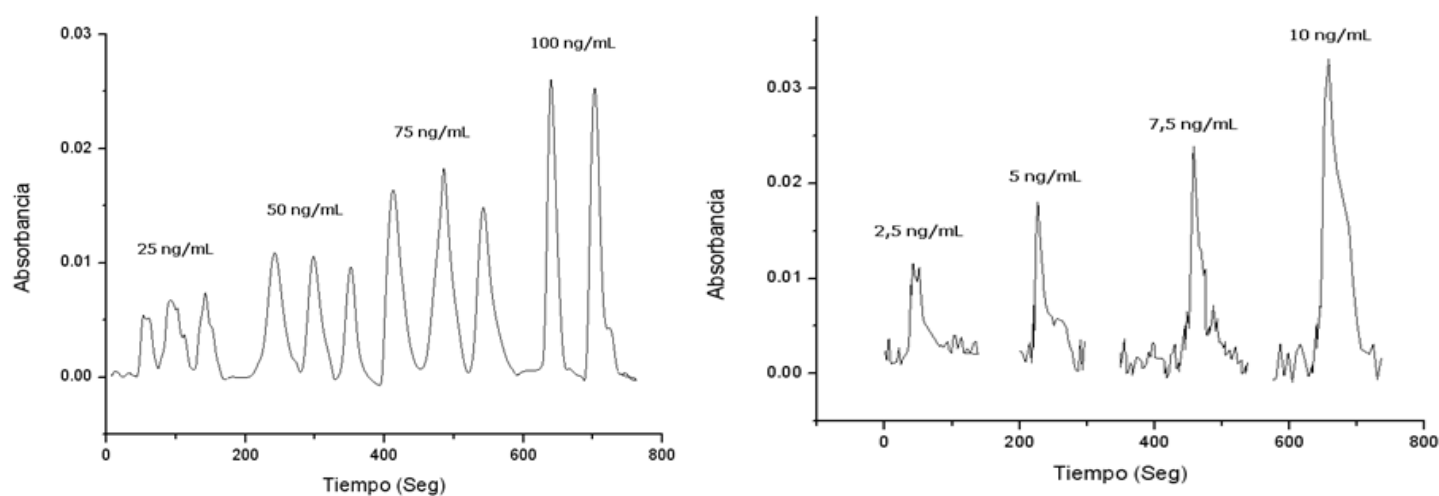 0.03
100 ng/mL
0.02
75 ng/mL
50 ng/mL
25 ng/mL
0.01
0.00
Absorbancia
0
200
400
600
800
Tiempo (Seg)
10 ng/mL
0.03
7,5 ng/mL
5 ng/mL
0.02
2,5 ng/mL
0.01
0.00
Absorbancia
0
200
400
600
800
Tiempo (Seg)